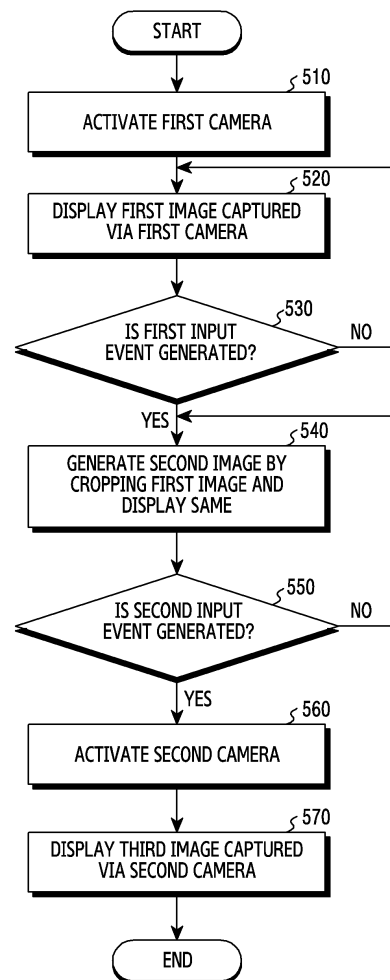 START
510
ACTIVATE FIRST CAMERA
520
DISPLAY FIRST IMAGE CAPTURED
VIA FIRST CAMERA
530
IS FIRST INPUT
EVENT GENERATED?
NO
YES
540
GENERATE SECOND IMAGE BY
CROPPING FIRST IMAGE AND
DISPLAY SAME
550
IS SECOND INPUT
EVENT GENERATED?
NO
YES
560
ACTIVATE SECOND CAMERA
570
DISPLAY THIRD IMAGE CAPTURED
VIA SECOND CAMERA
END